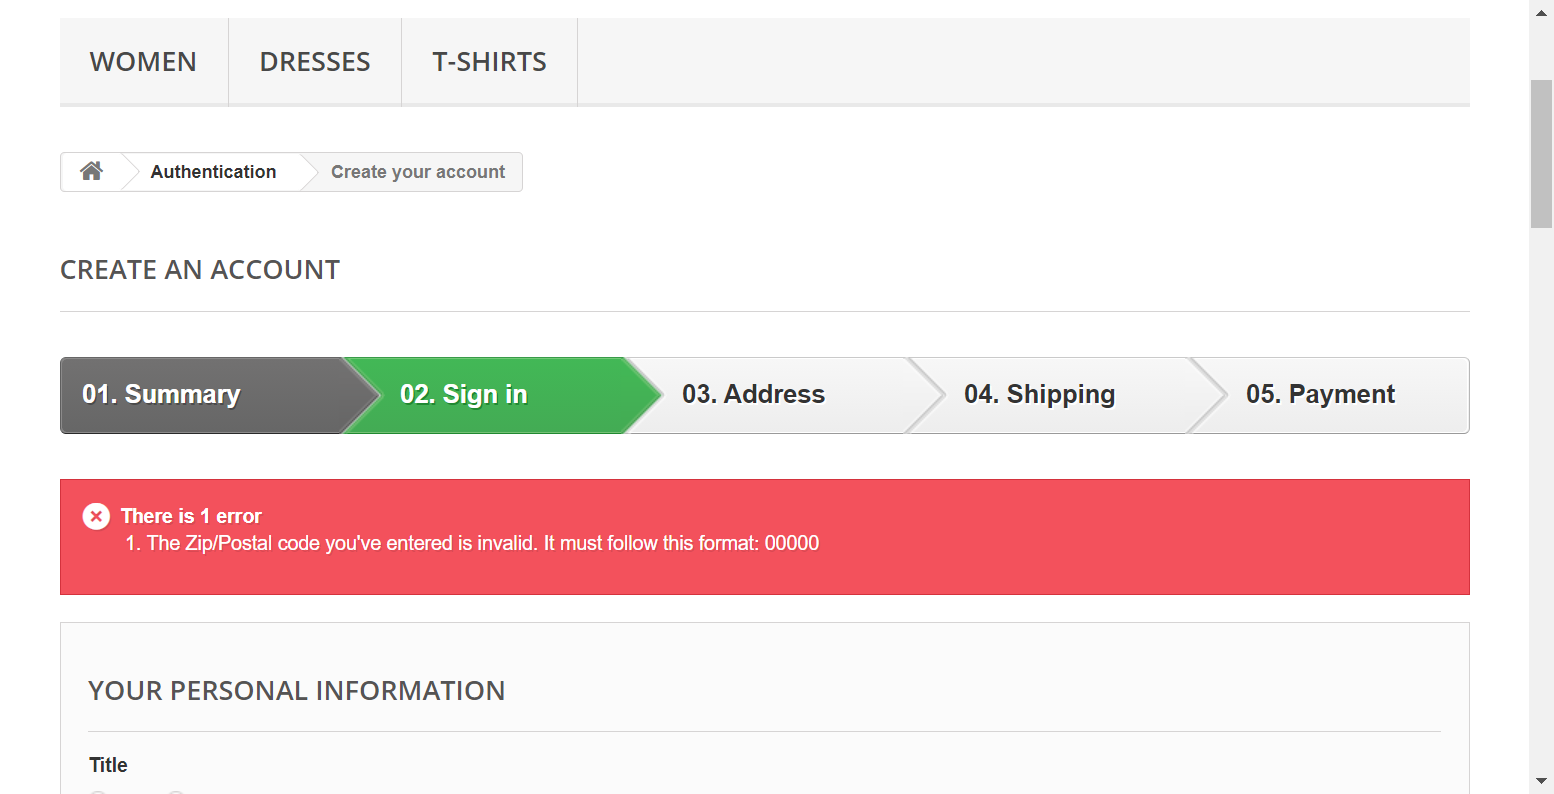 WOMEN DRESSES T-SHIRTS
Authentication Create your account
CREATE AN ACCOUNT
01. Summary 02. Sign in 03. Address 04. Shipping 05. Payment
There is 1 error
1. The Zip/Postal code you've entered is invalid. It must follow this format: 00000
YOUR PERSONAL INFORMATION
Title